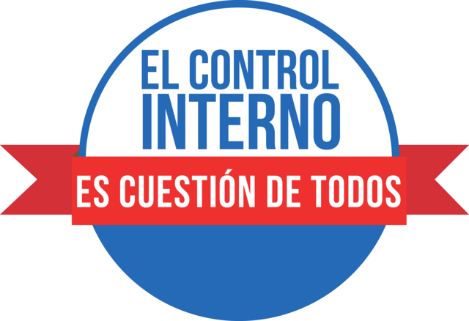 EL CONTROL
INTERNO
ES CUESTIÓN DE TODOS